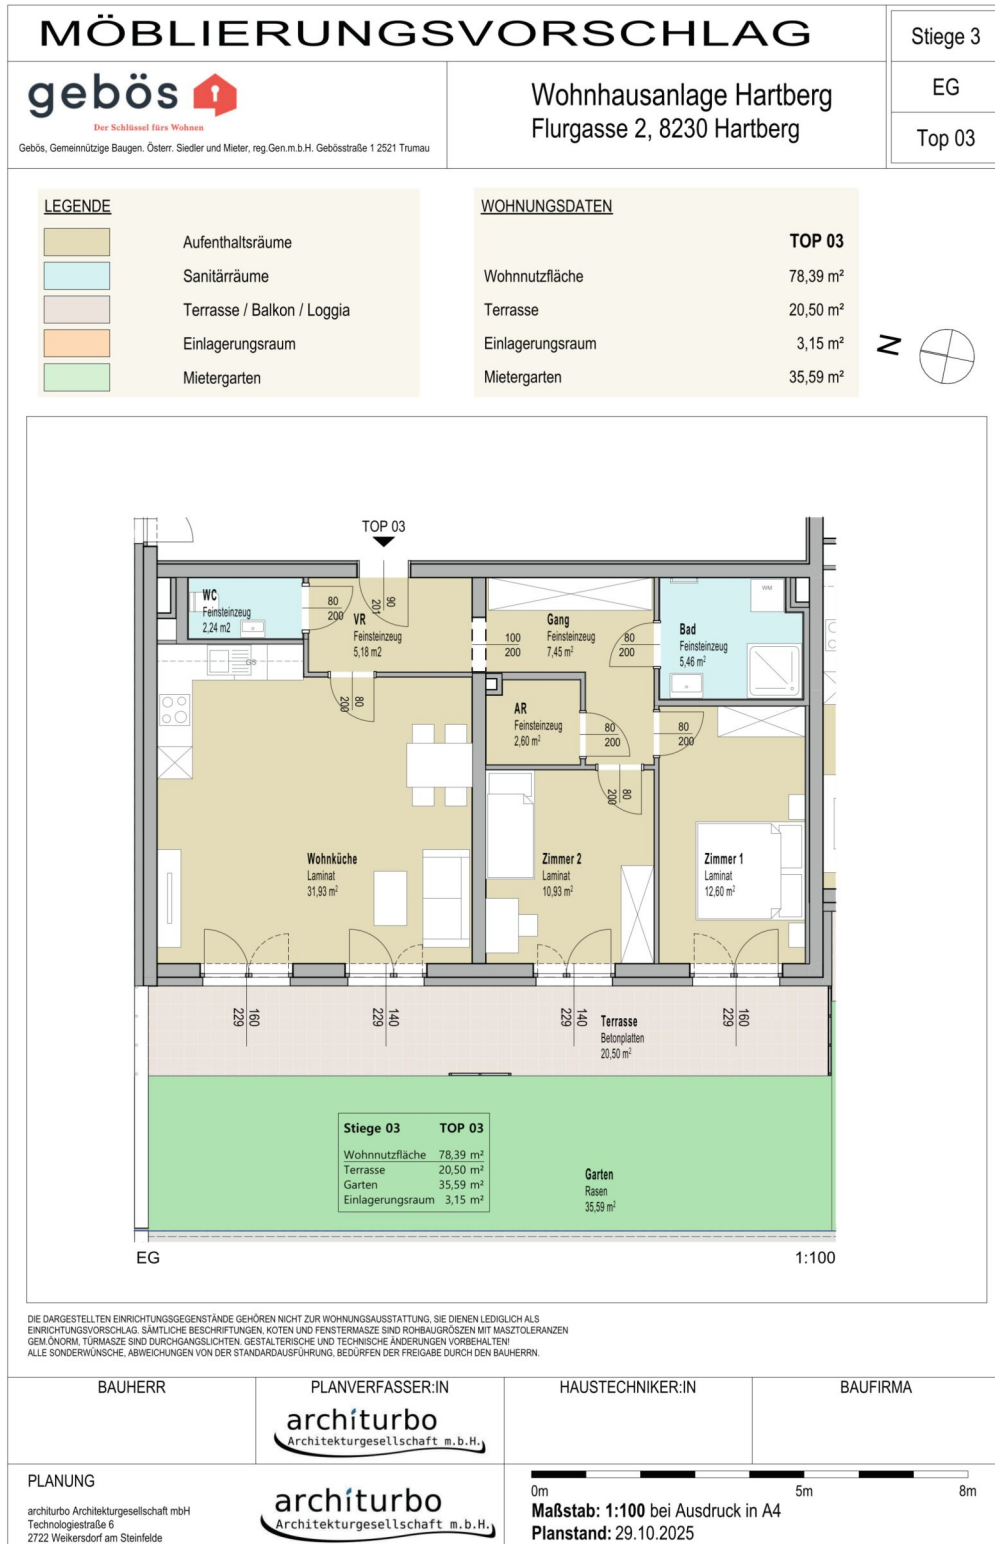 MÖBLIERUNGSVORSCHLAG
Stiege 3
EG
Top 03
gebös
Der Schlüssel fürs Wohnen
Gebös, Gemeinnützige Baugen. Österr. Siedler und Mieter, reg.Gen.m.b.H. Gebösstraße 1 2521 Trumau
Wohnhausanlage Hartberg
Flurgasse 2, 8230 Hartberg
LEGENDE
Aufenthaltsräume
Sanitärräume
Terrasse / Balkon / Loggia
Einlagerungsraum
Mietergarten
WOHNUNGSDATEN
TOP 03
Wohnnutzfläche 78,39 m²
Terrasse 20,50 m²
Einlagerungsraum 3,15 m²
Mietergarten 35,59 m²
N
TOP 03
WC
Feinsteinzeug
2,24 m2
80
200
90
201
VR
Feinsteinzeug
5,18 m2
80
200
100
200
Gang
Feinsteinzeug
7,45 m²
80
200
Bad
Feinsteinzeug
5,46 m²
WM
GS
AR
Feinsteinzeug
2,60 m²
80
200
80
200
80
200
Wohnküche
Laminat
31,93 m²
Zimmer 2
Laminat
10,93 m²
Zimmer 1
Laminat
12,60 m²
160
229
140
229
140
229
160
229
Terrasse
Betonplatten
20,50 m²
Stiege 03 TOP 03
Wohnnutzfläche 78,39 m²
Terrasse 20,50 m²
Garten 35,59 m²
Einlagerungsraum 3,15 m²
Garten
Rasen
35,59 m²
EG
1:100
DIE DARGESTELLTEN EINRICHTUNGSGEGENSTÄNDE GEHÖREN NICHT ZUR WOHNUNGSAUSSTATTUNG, SIE DIENEN LEDIGLICH ALS
EINRICHTUNGSVORSCHLAG. SÄMTLICHE BESCHRIFTUNGEN, KOTEN UND FENSTERMASZE SIND ROHBAUGRÖSZEN MIT MASZTOLERANZEN
GEM.ÖNORM, TÜRMASZE SIND DURCHGANGSLICHTEN. GESTALTERISCHE UND TECHNISCHE ÄNDERUNGEN VORBEHALTEN!
ALLE SONDERWÜNSCHE, ABWEICHUNGEN VON DER STANDARDAUSFÜHRUNG, BEDÜRFEN DER FREIGABE DURCH DEN BAUHERRN.
BAUHERR
PLANVERFASSER:IN
HAUSTECHNIKER:IN
BAUFIRMA
architurbo
Architekturgesellschaft m.b.H.
PLANUNG
architurbo Architekturgesellschaft mbH
Technologiestraße 6
2722 Weikersdorf am Steinfelde
architurbo
Architekturgesellschaft m.b.H.
0m 5m 8m
Maßstab: 1:100 bei Ausdruck in A4
Planstand: 29.10.2025